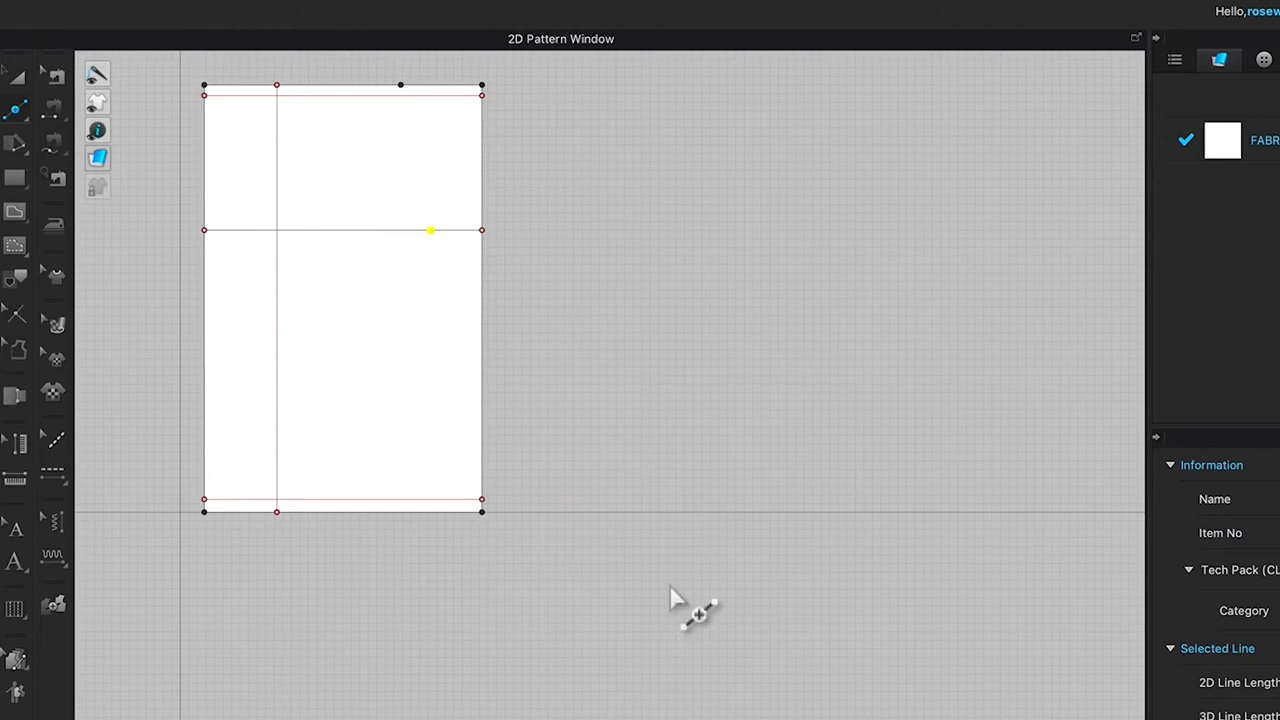 Hello,rosew
2D Pattern Window
FABR
Information
Name
Item No
Tech Pack (CL
Category
Selected Line
2D Line Length
3D Line Length